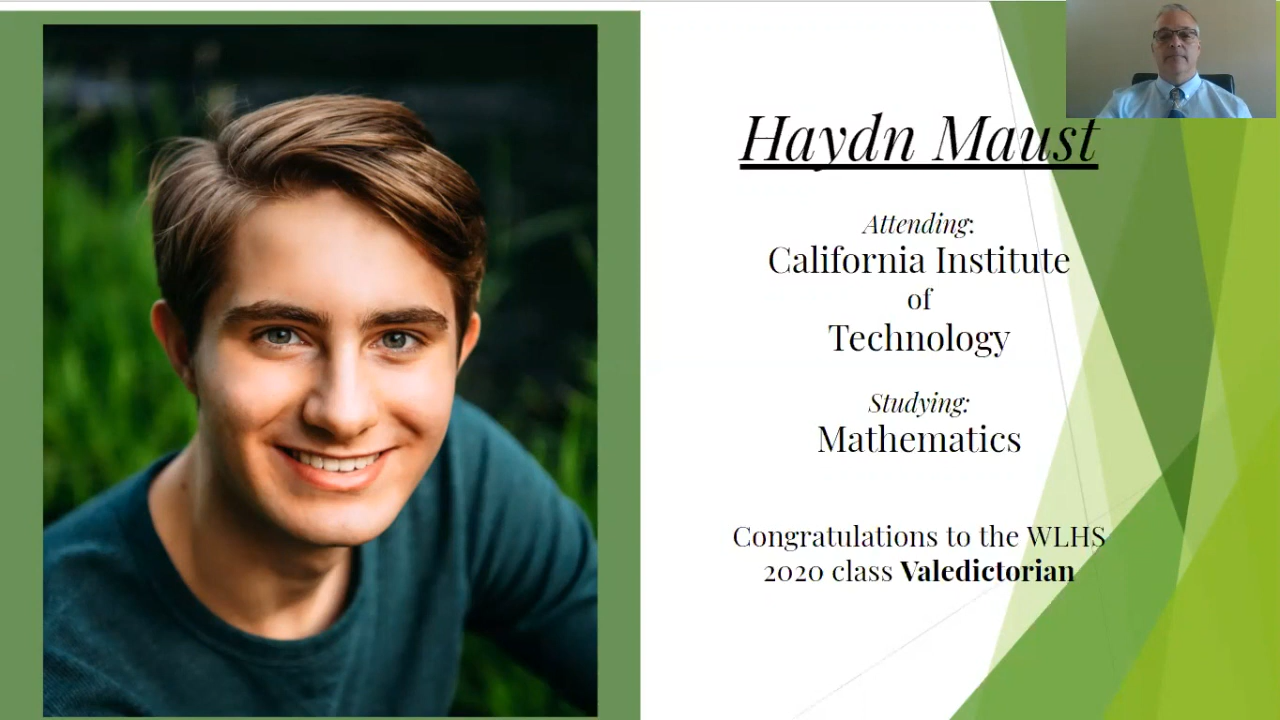 Haydn Maust
Attending:
California Institute
of
Technology
Studying:
Mathematics
Congratulations to the WLHS
2020 class Valedictorian